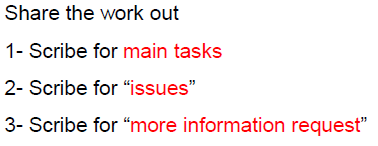 Share the work out
1- Scribe for main tasks
2- Scribe for “issues”
3- Scribe for “more information request”